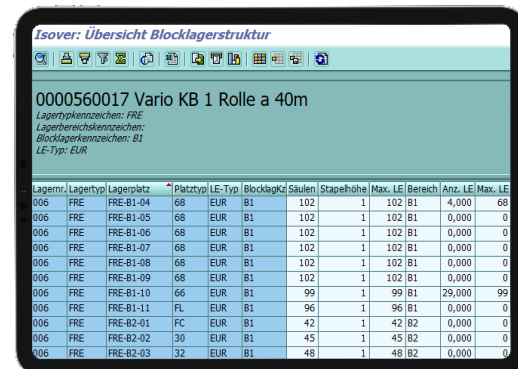 Isover: Übersicht Blocklagerstruktur
0000560017 Vario KB 1 Rolle a 40m
Lagertypkennzeichen: FRE
Lagerbereichskennzeichen:
Blocklagerkennzeichen: B1
LE-Typ: EUR
Lagernr. Lagertyp Lagerplatz Platztyp LE-Typ BlocklagKz Säulen Stapelhöhe Max. LE Bereich Anz. LE Max. LE
006 FRE FRE-B1-04 68 EUR B1 102 1 102 B1 4,000 68
006 FRE FRE-B1-05 68 EUR B1 102 1 102 B1 0,000 0
006 FRE FRE-B1-06 68 EUR B1 102 1 102 B1 0,000 0
006 FRE FRE-B1-07 68 EUR B1 102 1 102 B1 0,000 0
006 FRE FRE-B1-08 68 EUR B1 102 1 102 B1 0,000 0
006 FRE FRE-B1-09 68 EUR B1 102 1 102 B1 0,000 0
006 FRE FRE-B1-10 66 EUR B1 99 1 99 B1 29,000 99
006 FRE FRE-B1-11 FL EUR B1 96 1 96 B1 0,000 0
006 FRE FRE-B2-01 FC EUR B1 42 1 42 B2 0,000 0
006 FRE FRE-B2-02 30 EUR B1 45 1 45 B2 0,000 0
006 FRE FRE-B2-03 32 EUR B1 48 1 48 B2 0,000 0